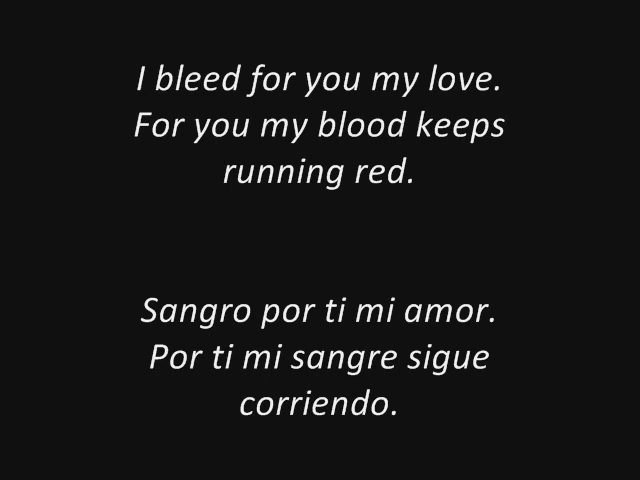 I bleed for you my love.
For you my blood keeps
running red.
Sangro por ti mi amor.
Por ti mi sangre sigue
corriendo.